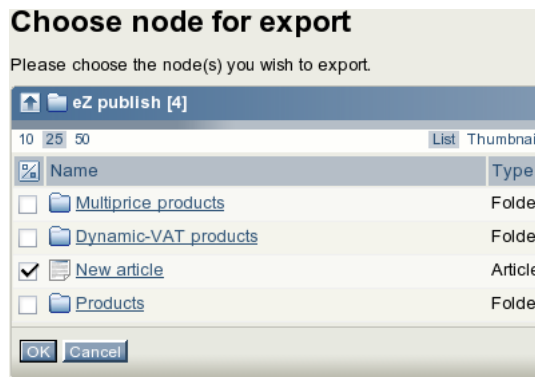 Choose node for export
Please choose the node(s) you wish to export.
eZ publish [4]
10 25 50 List Thumbnai
Name Type
Multiprice products Folde
Dynamic-VAT products Folde
New article Article
Products Folde
OK Cancel